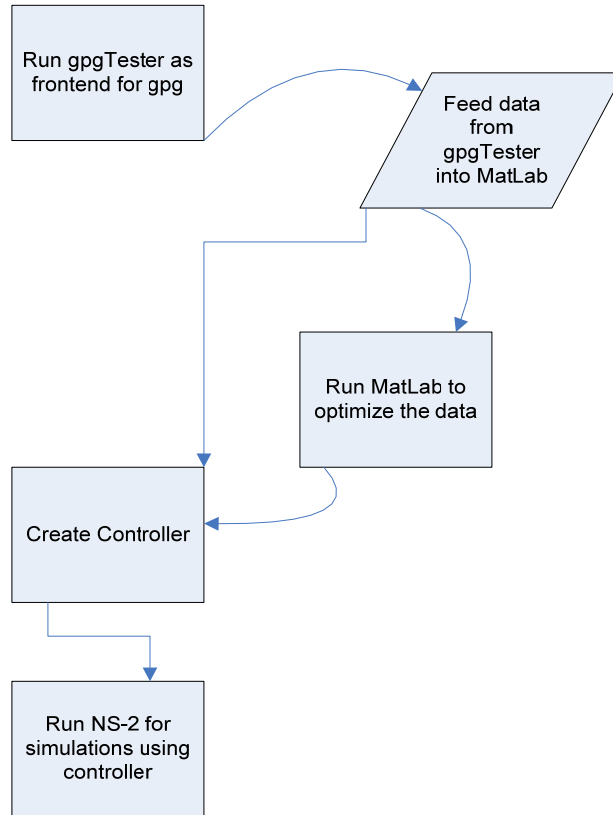 Run gpgTester as
frontend for gpg
Feed data
from
gpgTester
into MatLab
Run MatLab to
optimize the data
Create Controller
Run NS-2 for
simulations using
controller